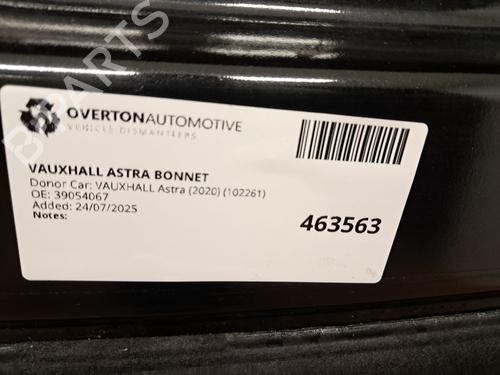 B-PARTS
OVERTONAUTOMOTIVE
VEHICLE DISMANTLERS
VAUXHALL ASTRA BONNET
Donor Car: VAUXHALL Astra (2020) (102261)
OE: 39054067
Added: 24/07/2025
Notes:
463563